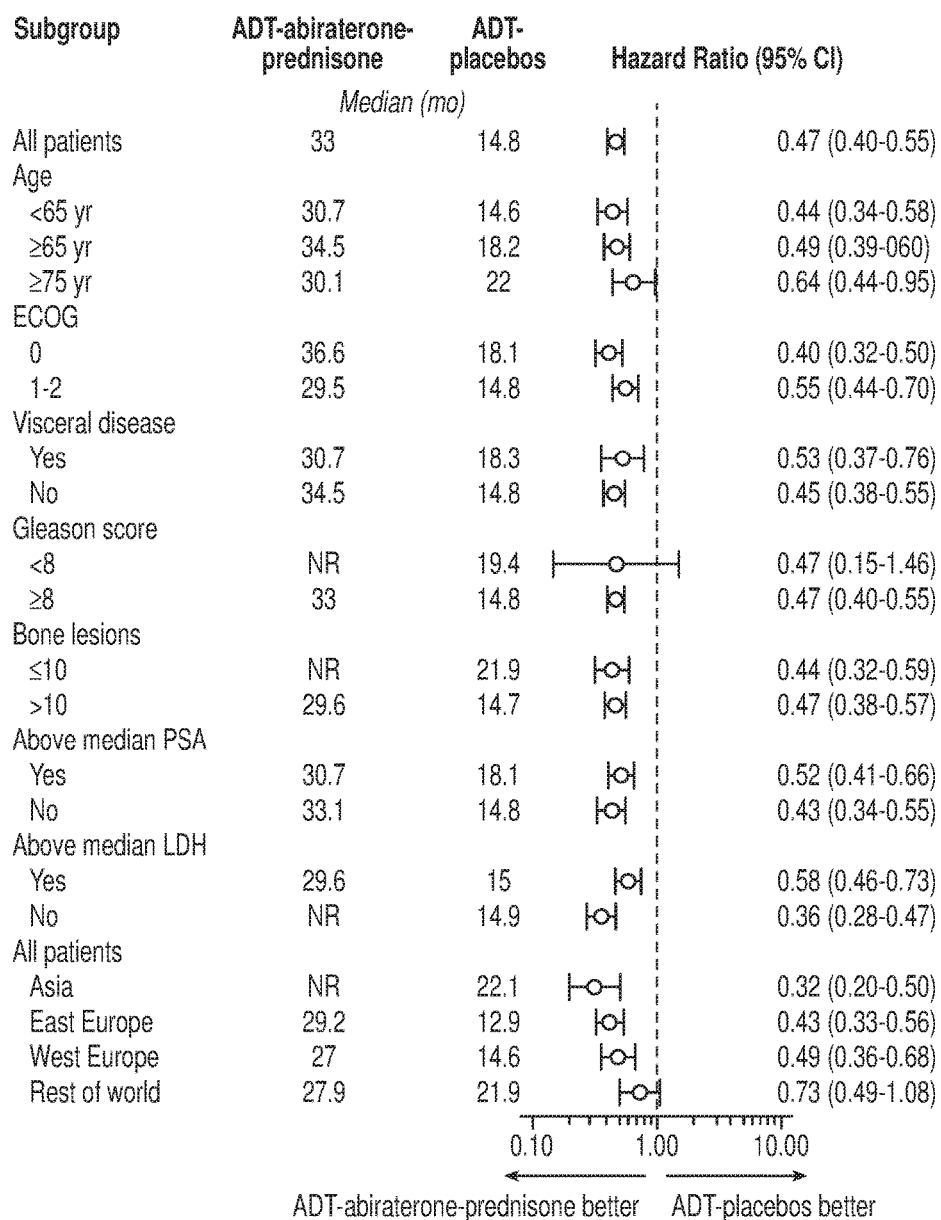 Subgroup ADT-abiraterone-prednisone ADT-placebos Hazard Ratio (95% CI)
Median (mo)
All patients 33 14.8 0.47 (0.40-0.55)
Age
<65 yr 30.7 14.6 0.44 (0.34-0.58)
≥65 yr 34.5 18.2 0.49 (0.39-060)
≥75 yr 30.1 22 0.64 (0.44-0.95)
ECOG
0 36.6 18.1 0.40 (0.32-0.50)
1-2 29.5 14.8 0.55 (0.44-0.70)
Visceral disease
Yes 30.7 18.3 0.53 (0.37-0.76)
No 34.5 14.8 0.45 (0.38-0.55)
Gleason score
<8 NR 19.4 0.47 (0.15-1.46)
≥8 33 14.8 0.47 (0.40-0.55)
Bone lesions
≤10 NR 21.9 0.44 (0.32-0.59)
>10 29.6 14.7 0.47 (0.38-0.57)
Above median PSA
Yes 30.7 18.1 0.52 (0.41-0.66)
No 33.1 14.8 0.43 (0.34-0.55)
Above median LDH
Yes 29.6 15 0.58 (0.46-0.73)
No NR 14.9 0.36 (0.28-0.47)
All patients
Asia NR 22.1 0.32 (0.20-0.50)
East Europe 29.2 12.9 0.43 (0.33-0.56)
West Europe 27 14.6 0.49 (0.36-0.68)
Rest of world 27.9 21.9 0.73 (0.49-1.08)
0.10 1.00 10.00
ADT-abiraterone-prednisone better ADT-placebos better